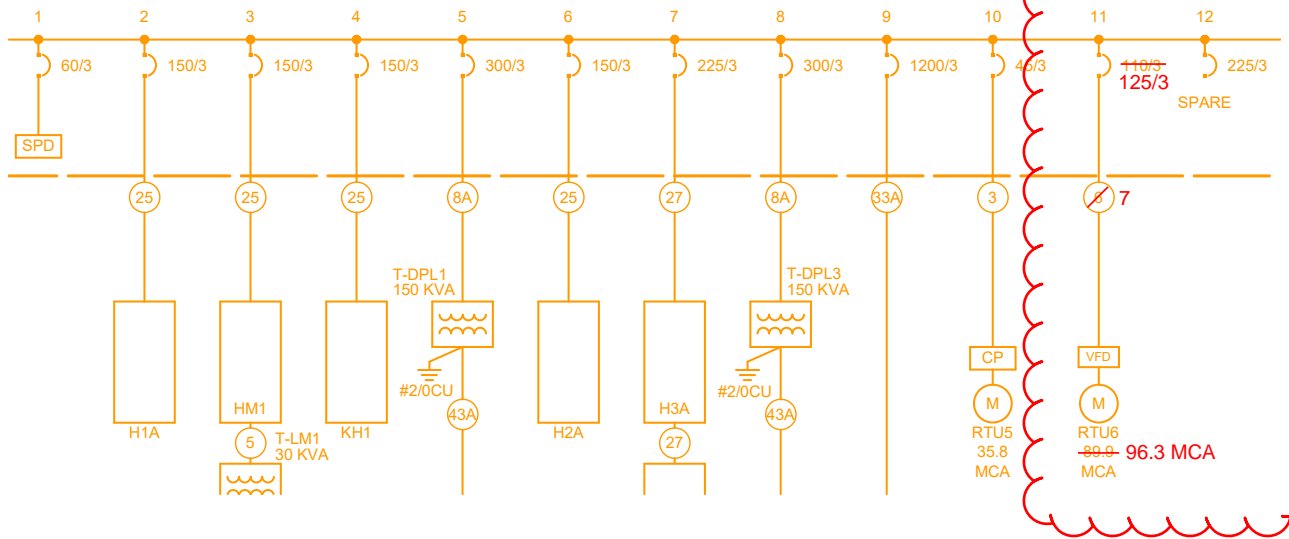 1 2 3 4 5 6 7 8 9 10 11 12
60/3 150/3 150/3 150/3 300/3 150/3 225/3 300/3 1200/3 45/3 110/3 225/3
125/3
SPARE
SPD
25 25 25 8A 25 27 8A 33A 3 6 7
T-DPL1
150 KVA
T-DPL3
150 KVA
CP VFD
#2/0CU #2/0CU
HM1 H3A
43A 43A
M M
H1A KH1 H2A
RTU5 RTU6
5 T-LM1
30 KVA
27
35.8 89.9 96.3 MCA
MCA MCA